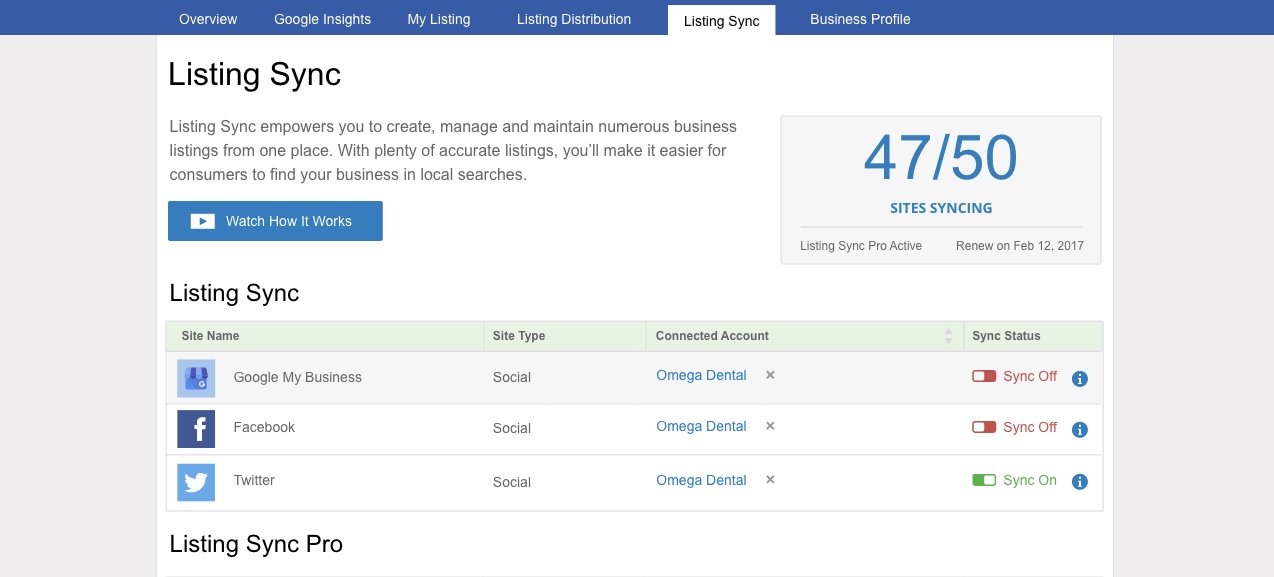 Overview Google Insights My Listing Listing Distribution Listing Sync Business Profile
Listing Sync
Listing Sync empowers you to create, manage and maintain numerous business
listings from one place. With plenty of accurate listings, you’ll make it easier for
consumers to find your business in local searches.
Watch How It Works
47/50
SITES SYNCING
Listing Sync Pro Active Renew on Feb 12, 2017
Listing Sync
Site Name Site Type Connected Account Sync Status
Google My Business Social Omega Dental × Sync Off
Facebook Social Omega Dental × Sync Off
Twitter Social Omega Dental × Sync On
Listing Sync Pro